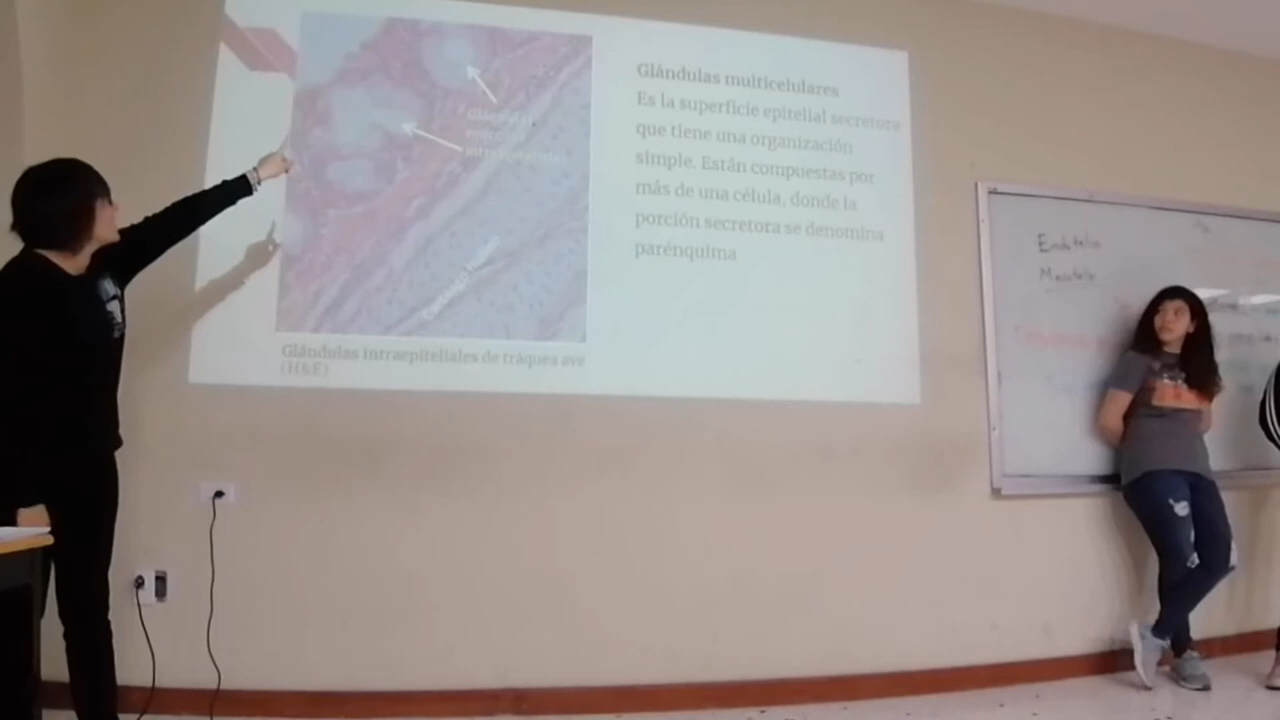 Glándulas multicelulares
Es la superficie epitelial secretora
que tiene una organización
simple. Están compuestas por
más de una célula, donde la
porción secretora se denomina
parénquima
Glándulas intraepiteliales de tráquea ave
(H&E)
Endotelio
Mesotelio